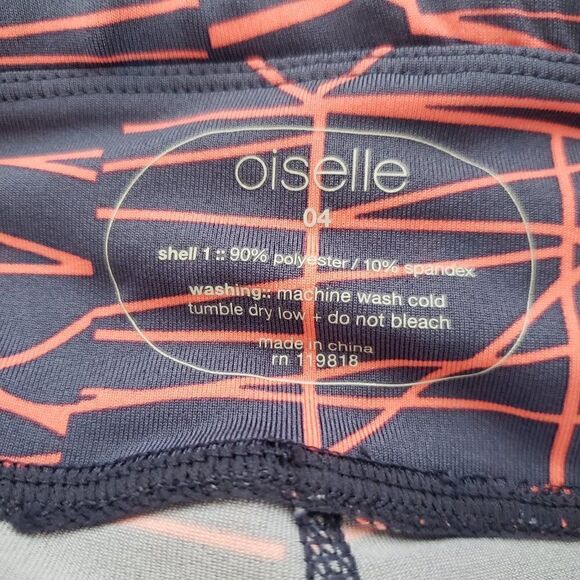 oiselle
04
shell 1 :: 90% polyester / 10% spandex
washing:: machine wash cold
tumble dry low + do not bleach
made in china
rn 119818